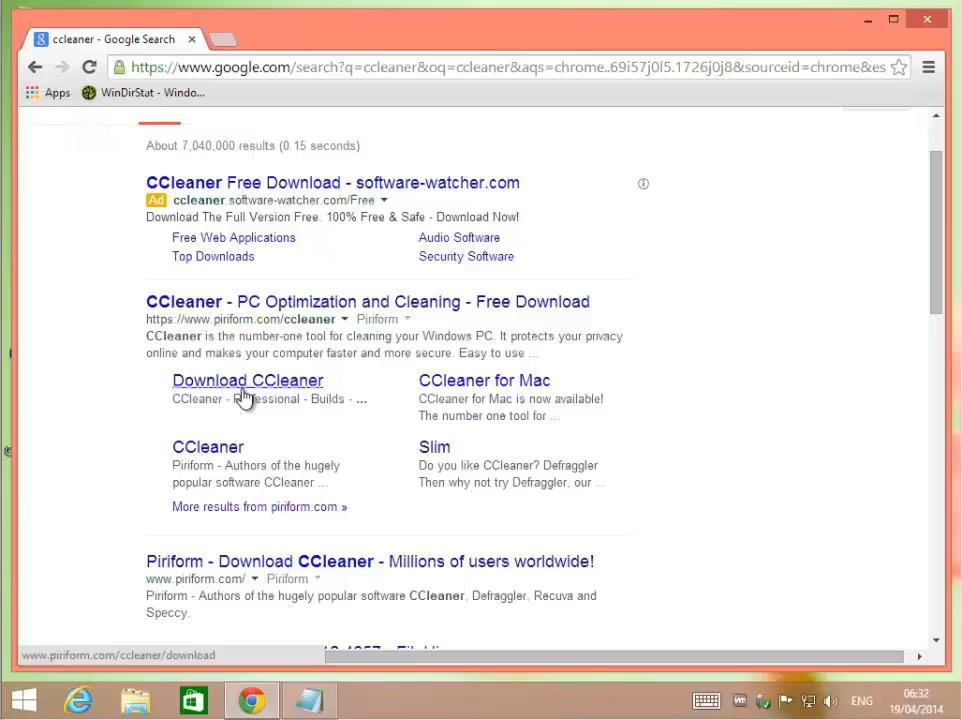 ccleaner - Google Search
https://www.google.com/search?q=ccleaner&oq=ccleaner&aqs=chrome..69i57j0l5.1726j0j8&sourceid=chrome&es
Apps WinDirStat - Windo...
About 7,040,000 results (0.15 seconds)
CCleaner Free Download - software-watcher.com
Ad ccleaner.software-watcher.com/Free
Download The Full Version Free. 100% Free & Safe - Download Now!
Free Web Applications Audio Software
Top Downloads Security Software
CCleaner - PC Optimization and Cleaning - Free Download
https://www.piriform.com/ccleaner Piriform
CCleaner is the number-one tool for cleaning your Windows PC. It protects your privacy
online and makes your computer faster and more secure. Easy to use ...
Download CCleaner CCleaner for Mac
CCleaner - Professional - Builds - ... CCleaner for Mac is now available!
The number one tool for ...
CCleaner Slim
Piriform - Authors of the hugely Do you like CCleaner? Defraggler
popular software CCleaner ... Then why not try Defraggler, our ...
More results from piriform.com »
Piriform - Download CCleaner - Millions of users worldwide!
www.piriform.com/ Piriform
Piriform - Authors of the hugely popular software CCleaner, Defraggler, Recuva and
Speccy.
www.piriform.com/ccleaner/download
ENG 06:32
19/04/2014